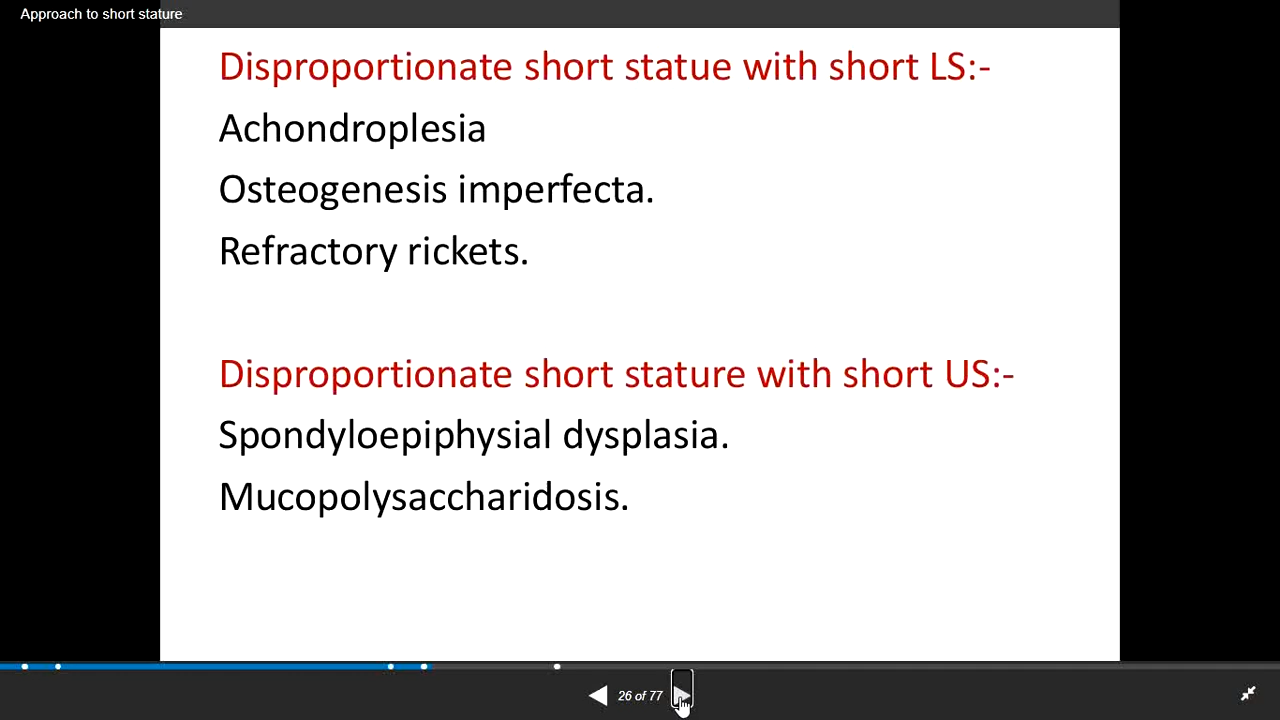 Approach to short stature
Disproportionate short statue with short LS:-
Achondroplesia
Osteogenesis imperfecta.
Refractory rickets.
Disproportionate short stature with short US:-
Spondyloepiphysial dysplasia.
Mucopolysaccharidosis.
26 of 77